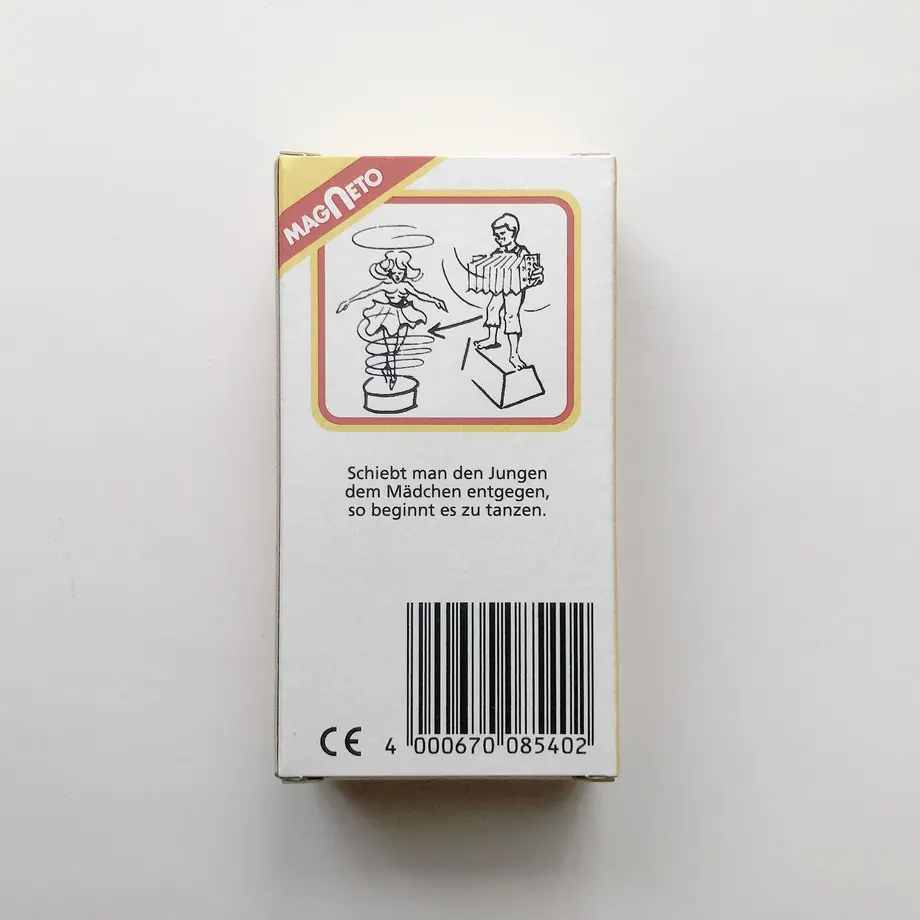 MAGNETO
Schiebt man den Jungen
dem Mädchen entgegen,
so beginnt es zu tanzen.
CE 4 000670 085402